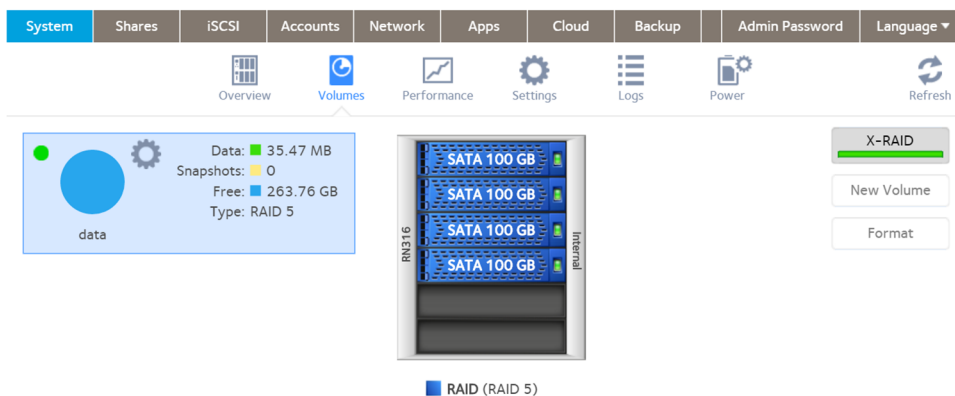 System Shares iSCSI Accounts Network Apps Cloud Backup Admin Password Language
Overview Volumes Performance Settings Logs Power Refresh
Data: 35.47 MB
Snapshots: 0
Free: 263.76 GB
Type: RAID 5
data
RN316
SATA 100 GB
SATA 100 GB
SATA 100 GB
SATA 100 GB
Internal
RAID (RAID 5)
X-RAID
New Volume
Format